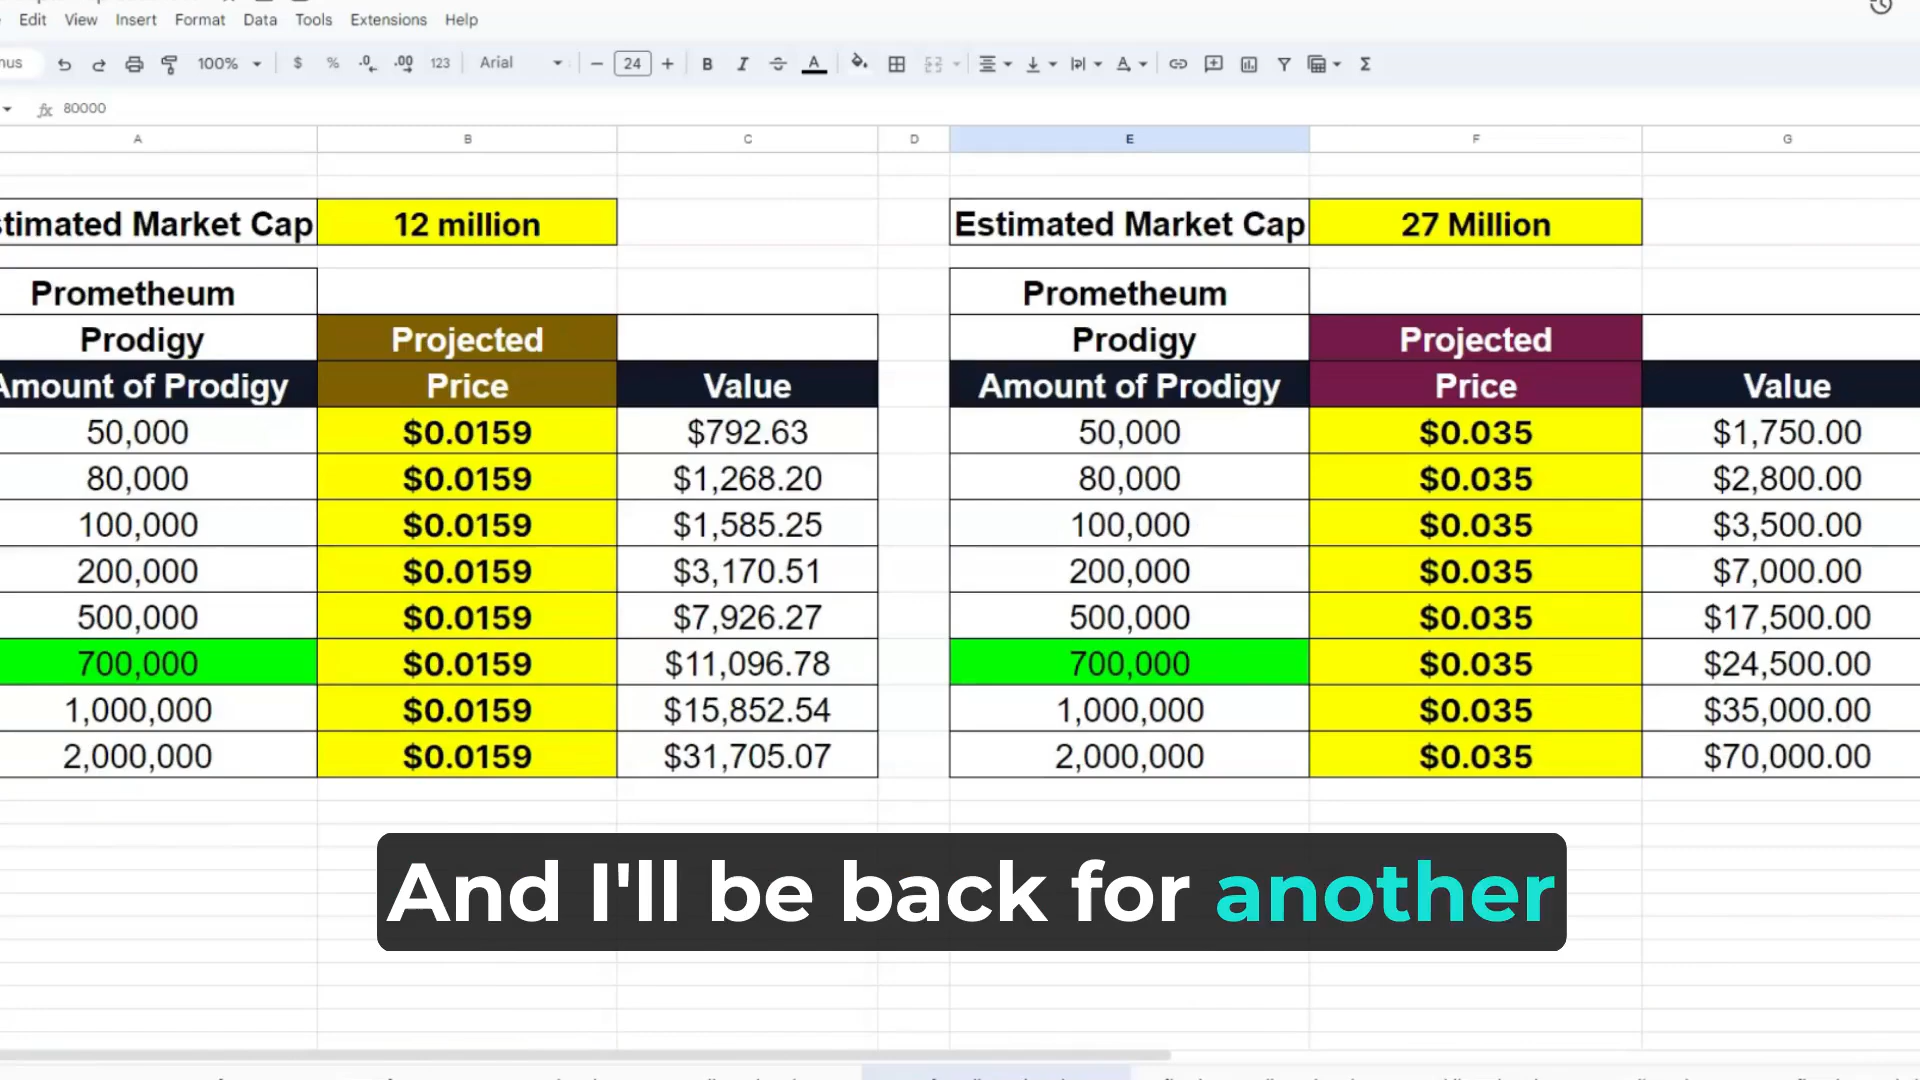 Edit View Insert Format Data Tools Extensions Help
nus 100% $ % .0 .00 123 Arial 24 B I A Σ
fx 80000
A B C D E F G
stimated Market Cap 12 million Estimated Market Cap 27 Million
Prometheum Prometheum
Prodigy Projected Prodigy Projected
Amount of Prodigy Price Value Amount of Prodigy Price Value
50,000 $0.0159 $792.63 50,000 $0.035 $1,750.00
80,000 $0.0159 $1,268.20 80,000 $0.035 $2,800.00
100,000 $0.0159 $1,585.25 100,000 $0.035 $3,500.00
200,000 $0.0159 $3,170.51 200,000 $0.035 $7,000.00
500,000 $0.0159 $7,926.27 500,000 $0.035 $17,500.00
700,000 $0.0159 $11,096.78 700,000 $0.035 $24,500.00
1,000,000 $0.0159 $15,852.54 1,000,000 $0.035 $35,000.00
2,000,000 $0.0159 $31,705.07 2,000,000 $0.035 $70,000.00
And I'll be back for another